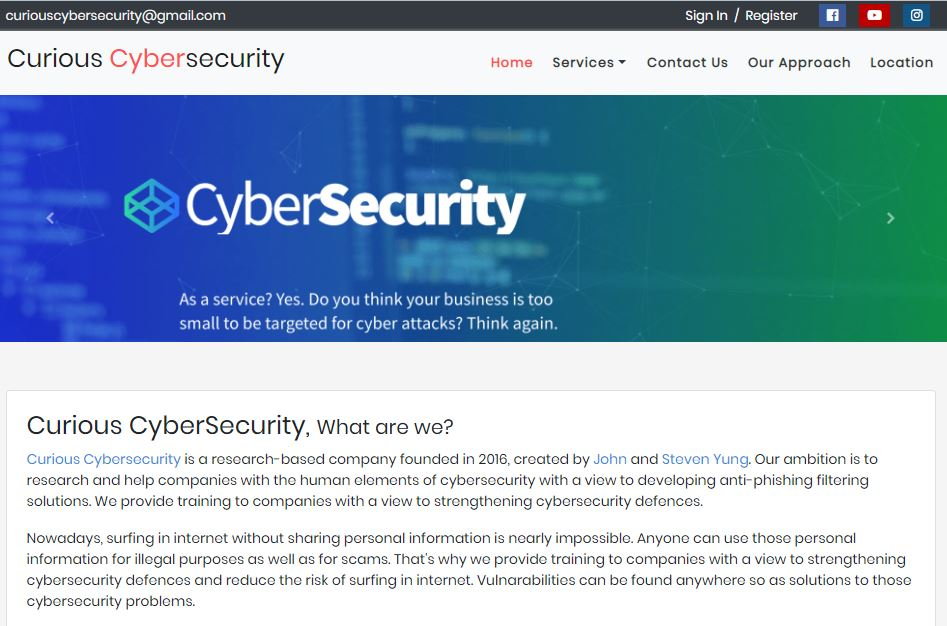 curiouscybersecurity@gmail.com
Sign In / Register
Curious Cybersecurity
Home Services Contact Us Our Approach Location
CyberSecurity
As a service? Yes. Do you think your business is too
small to be targeted for cyber attacks? Think again.
Curious CyberSecurity, What are we?
Curious Cybersecurity is a research-based company founded in 2016, created by John and Steven Yung. Our ambition is to
research and help companies with the human elements of cybersecurity with a view to developing anti-phishing filtering
solutions. We provide training to companies with a view to strengthening cybersecurity defences.
Nowadays, surfing in internet without sharing personal information is nearly impossible. Anyone can use those personal
information for illegal purposes as well as for scams. That's why we provide training to companies with a view to strengthening
cybersecurity defences and reduce the risk of surfing in internet. Vulnarabilities can be found anywhere so as solutions to those
cybersecurity problems.